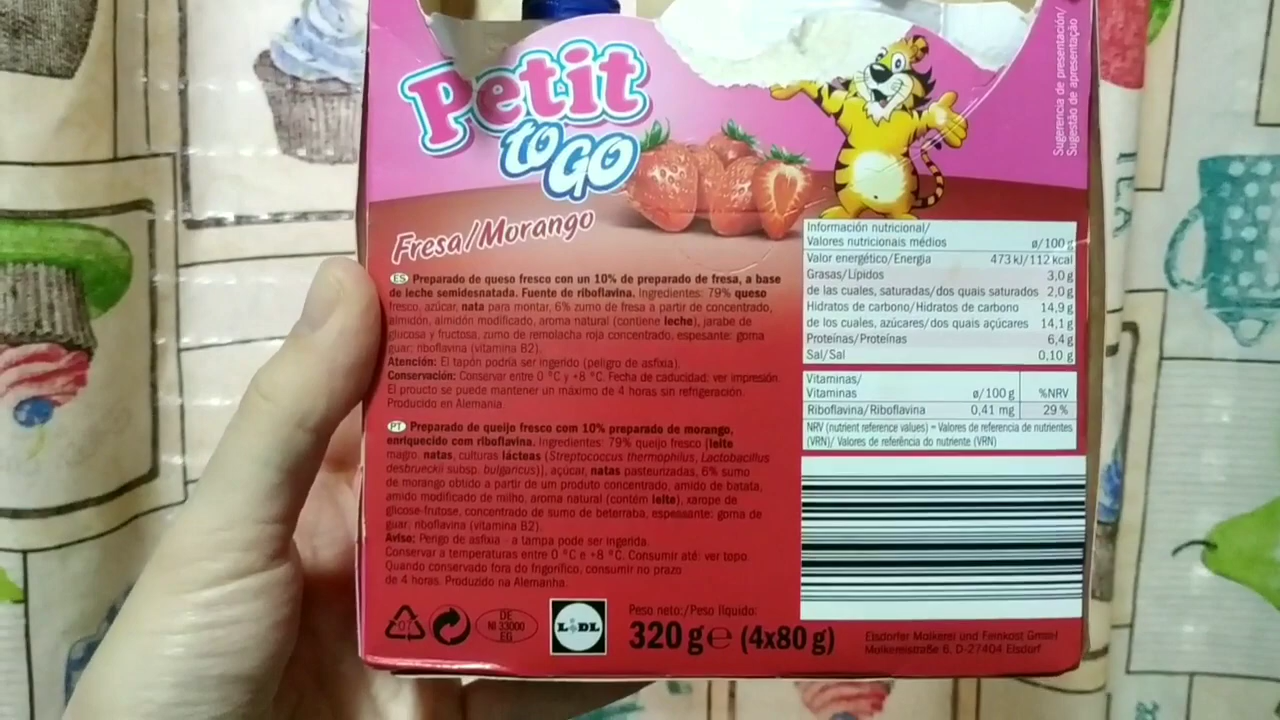 Petit
to GO
Fresa/Morango
Sugerencia de presentación/
Sugestão de apresentação
ES Preparado de queso fresco con un 10% de preparado de fresa, a base
de leche semidesnatada. Fuente de riboflavina. Ingredientes: 79% queso
fresco, azúcar, nata para montar, 6% zumo de fresa a partir de concentrado,
almidón, almidón modificado, aroma natural (contiene leche), jarabe de
glucosa y fructosa, zumo de remolacha roja concentrado, espesante: goma
guar; riboflavina (vitamina B2).
Atención: El tapón podría ser ingerido (peligro de asfixia).
Conservación: Conservar entre 0 °C y +8 °C. Fecha de caducidad: ver impresión.
El proucto se puede mantener un máximo de 4 horas sin refrigeración.
Producido en Alemania.
PT Preparado de queijo fresco com 10% preparado de morango,
enriquecido com riboflavina. Ingredientes: 79% queijo fresco [leite
magro, natas, culturas lácteas (Streptococcus thermophilus, Lactobacillus
desbrueckii subsp. bulgaricus)], açúcar, natas pasteurizadas, 6% sumo
de morango obtido a partir de um produto concentrado, amido de batata,
amido modificado de milho, aroma natural (contém leite), xarope de
glicose-frutose, concentrado de sumo de beterraba, espessante: goma de
guar; riboflavina (vitamina B2).
Aviso: Perigo de asfixia - a tampa pode ser ingerida.
Conservar a temperaturas entre 0 °C e +8 °C. Consumir até: ver topo.
Quando conservado fora do frigorífico, consumir no prazo
de 4 horas. Produzido na Alemanha.
Información nutricional/
Valores nutricionais médios ø/100 g
Valor energético/Energia 473 kJ/112 kcal
Grasas/Lípidos 3,0 g
de las cuales, saturadas/dos quais saturados 2,0 g
Hidratos de carbono/Hidratos de carbono 14,9 g
de los cuales, azúcares/dos quais açúcares 14,1 g
Proteínas/Proteínas 6,4 g
Sal/Sal 0,10 g
Vitaminas/
Vitaminas ø/100 g %NRV
Riboflavina/Riboflavina 0,41 mg 29%
NRV (nutrient reference values) = Valores de referencia de nutrientes
(VRN)/ Valores de referência do nutriente (VRN)
07
DE
NI 33000
EG
LIDL
Peso neto:/Peso líquido:
320 g e (4x80 g)
Elsdorfer Molkerei und Feinkost GmbH
Molkereistraße 6, D-27404 Elsdorf